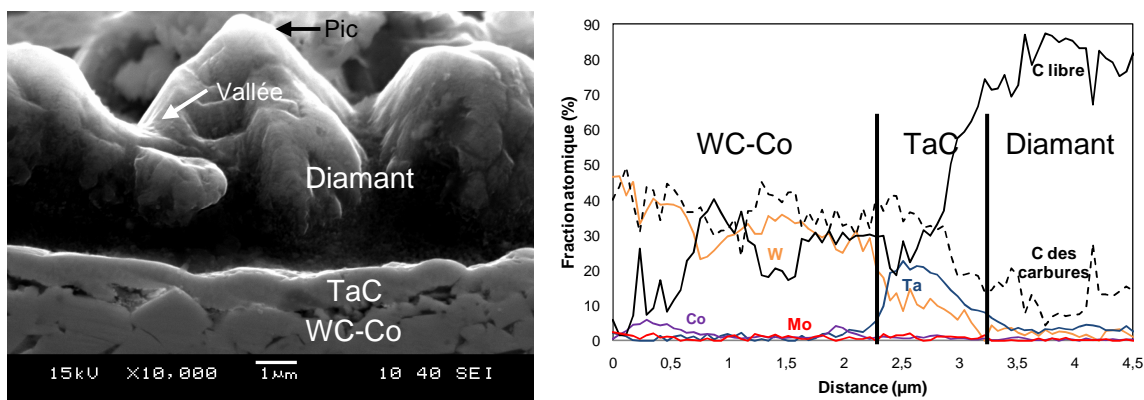 Pic
Vallée
Diamant
TaC
WC-Co
15kV X10,000 1µm 10 40 SEI
Fraction atomique (%)
90
80
70
60
50
40
30
20
10
0
WC-Co
TaC
Diamant
C libre
W
Ta
C des
carbures
Co
Mo
0 0,5 1 1,5 2 2,5 3 3,5 4 4,5
Distance (µm)